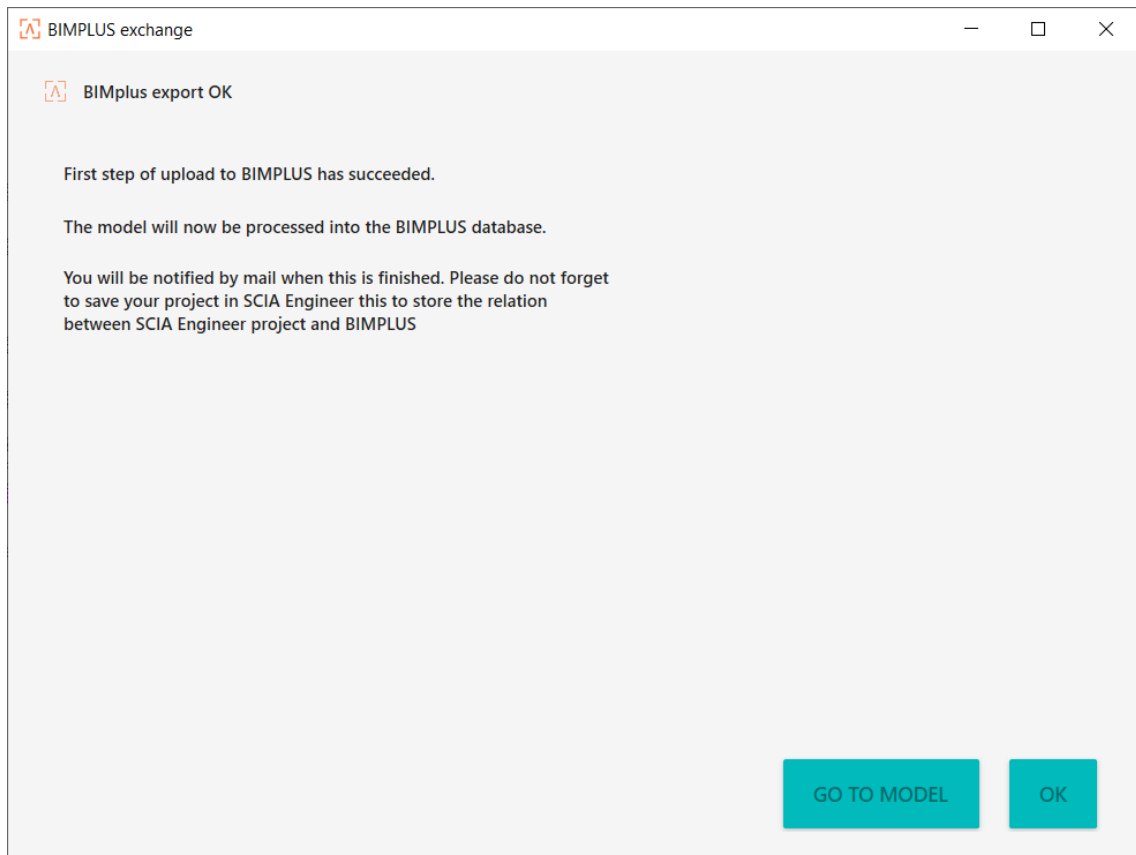 BIMPLUS exchange
BIMplus export OK
First step of upload to BIMPLUS has succeeded.
The model will now be processed into the BIMPLUS database.
You will be notified by mail when this is finished. Please do not forget
to save your project in SCIA Engineer this to store the relation
between SCIA Engineer project and BIMPLUS
GO TO MODEL
OK